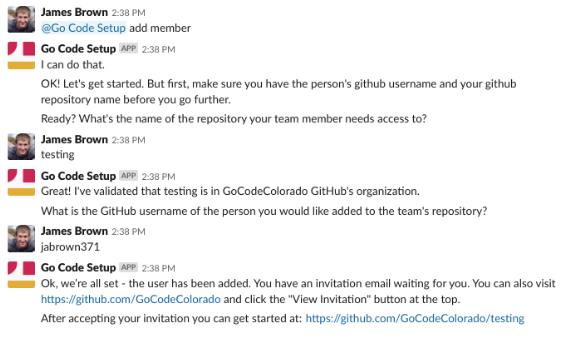 James Brown 2:38 PM
@Go Code Setup add member
Go Code Setup APP 2:38 PM
I can do that.
OK! Let's get started. But first, make sure you have the person's github username and your github
repository name before you go further.
Ready? What's the name of the repository your team member needs access to?
James Brown 2:38 PM
testing
Go Code Setup APP 2:38 PM
Great! I've validated that testing is in GoCodeColorado GitHub's organization.
What is the GitHub username of the person you would like added to the team's repository?
James Brown 2:38 PM
jabrown371
Go Code Setup APP 2:38 PM
Ok, we're all set - the user has been added. You have an invitation email waiting for you. You can also visit
https://github.com/GoCodeColorado and click the "View Invitation" button at the top.
After accepting your invitation you can get started at: https://github.com/GoCodeColorado/testing